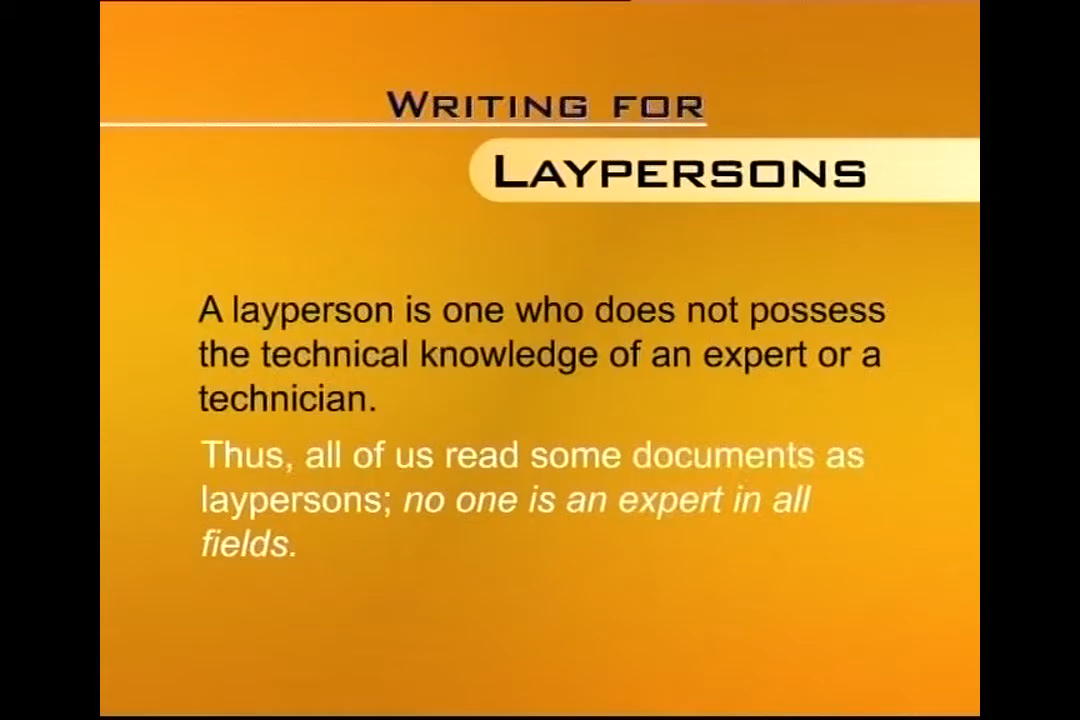 WRITING FOR
LAYPERSONS
A layperson is one who does not possess
the technical knowledge of an expert or a
technician.
Thus, all of us read some documents as
laypersons; no one is an expert in all
fields.